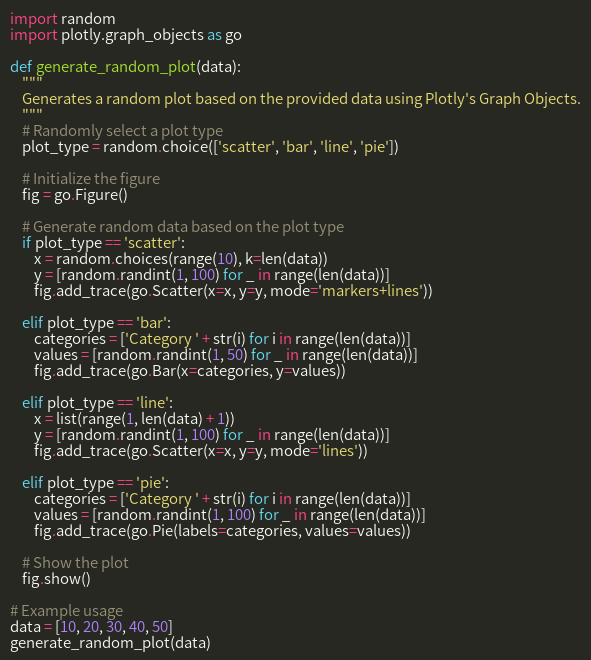 import random
import plotly.graph_objects as go

def generate_random_plot(data):
    """
    Generates a random plot based on the provided data using Plotly's Graph Objects.
    """
    # Randomly select a plot type
    plot_type = random.choice(['scatter', 'bar', 'line', 'pie'])

    # Initialize the figure
    fig = go.Figure()

    # Generate random data based on the plot type
    if plot_type == 'scatter':
        x = random.choices(range(10), k=len(data))
        y = [random.randint(1, 100) for _ in range(len(data))]
        fig.add_trace(go.Scatter(x=x, y=y, mode='markers+lines'))

    elif plot_type == 'bar':
        categories = ['Category ' + str(i) for i in range(len(data))]
        values = [random.randint(1, 50) for _ in range(len(data))]
        fig.add_trace(go.Bar(x=categories, y=values))

    elif plot_type == 'line':
        x = list(range(1, len(data) + 1))
        y = [random.randint(1, 100) for _ in range(len(data))]
        fig.add_trace(go.Scatter(x=x, y=y, mode='lines'))

    elif plot_type == 'pie':
        categories = ['Category ' + str(i) for i in range(len(data))]
        values = [random.randint(1, 100) for _ in range(len(data))]
        fig.add_trace(go.Pie(labels=categories, values=values))

    # Show the plot
    fig.show()

# Example usage
data = [10, 20, 30, 40, 50]
generate_random_plot(data)